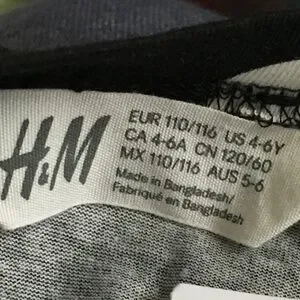 H&M
EUR 110/116 US 4-6Y
CA 4-6A CN 120/60
MX 110/116 AUS 5-6
Made in Bangladesh/
Fabriqué en Bangladesh